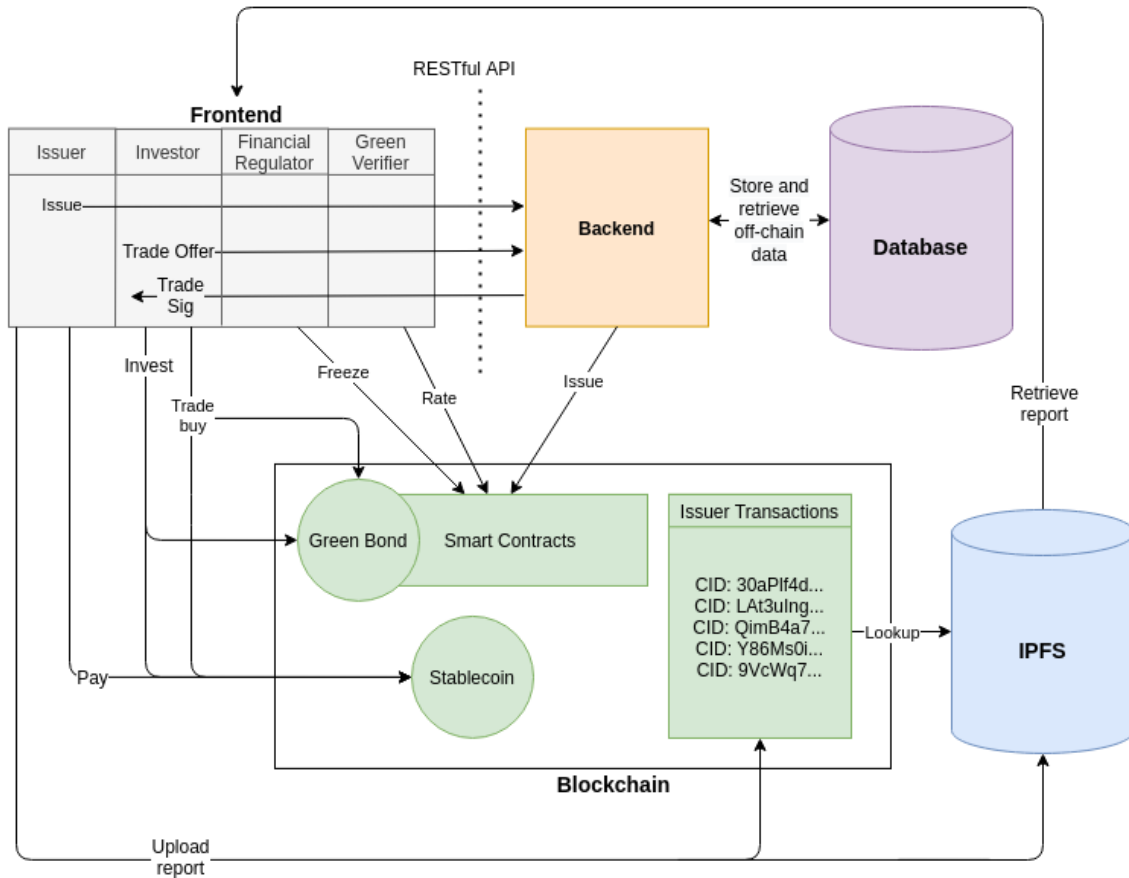 RESTful API
Frontend
Issuer
Investor
Financial
Regulator
Green
Verifier
Issue
Trade Offer
Trade
Sig
Backend
Store and
retrieve
off-chain
data
Database
Invest
Freeze
Rate
Issue
Trade
buy
Retrieve
report
Green Bond
Smart Contracts
Issuer Transactions
CID: 30aPlf4d...
CID: LAt3uIng...
CID: QimB4a7...
CID: Y86Ms0i...
CID: 9VcWq7...
Lookup
IPFS
Pay
Stablecoin
Blockchain
Upload
report